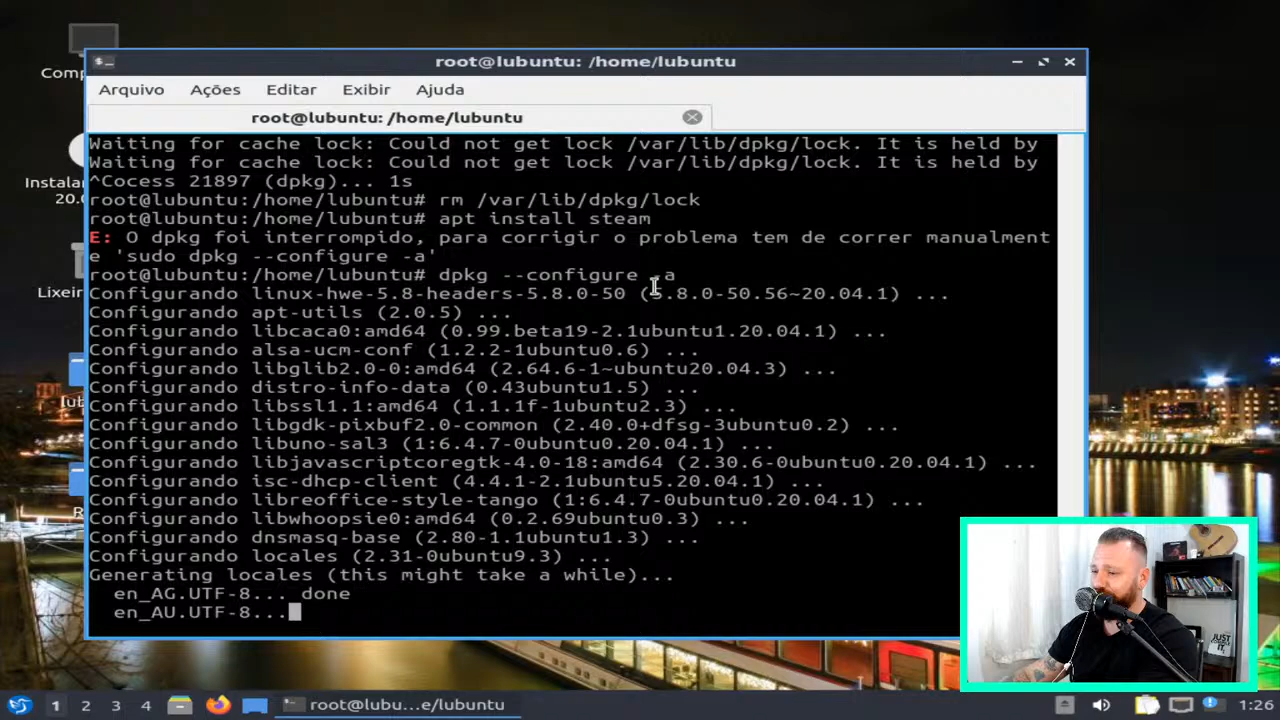 Comp
Instalar
20.0
Lixeir
lub
R
root@lubuntu: /home/lubuntu
Arquivo Ações Editar Exibir Ajuda
root@lubuntu: /home/lubuntu
Waiting for cache lock: Could not get lock /var/lib/dpkg/lock. It is held by
Waiting for cache lock: Could not get lock /var/lib/dpkg/lock. It is held by
^Cocess 21897 (dpkg)... 1s
root@lubuntu:/home/lubuntu# rm /var/lib/dpkg/lock
root@lubuntu:/home/lubuntu# apt install steam
E: O dpkg foi interrompido, para corrigir o problema tem de correr manualment
e 'sudo dpkg --configure -a'
root@lubuntu:/home/lubuntu# dpkg --configure -a
Configurando linux-hwe-5.8-headers-5.8.0-50 (5.8.0-50.56~20.04.1) ...
Configurando apt-utils (2.0.5) ...
Configurando libcaca0:amd64 (0.99.beta19-2.1ubuntu1.20.04.1) ...
Configurando alsa-ucm-conf (1.2.2-1ubuntu0.6) ...
Configurando libglib2.0-0:amd64 (2.64.6-1~ubuntu20.04.3) ...
Configurando distro-info-data (0.43ubuntu1.5) ...
Configurando libssl1.1:amd64 (1.1.1f-1ubuntu2.3) ...
Configurando libgdk-pixbuf2.0-common (2.40.0+dfsg-3ubuntu0.2) ...
Configurando libuno-sal3 (1:6.4.7-0ubuntu0.20.04.1) ...
Configurando libjavascriptcoregtk-4.0-18:amd64 (2.30.6-0ubuntu0.20.04.1) ...
Configurando isc-dhcp-client (4.4.1-2.1ubuntu5.20.04.1) ...
Configurando libreoffice-style-tango (1:6.4.7-0ubuntu0.20.04.1) ...
Configurando libwhoopsie0:amd64 (0.2.69ubuntu0.3) ...
Configurando dnsmasq-base (2.80-1.1ubuntu1.3) ...
Configurando locales (2.31-0ubuntu9.3) ...
Generating locales (this might take a while)...
en_AG.UTF-8... done
en_AU.UTF-8...
1 2 3 4 root@lubu...e/lubuntu 1:26